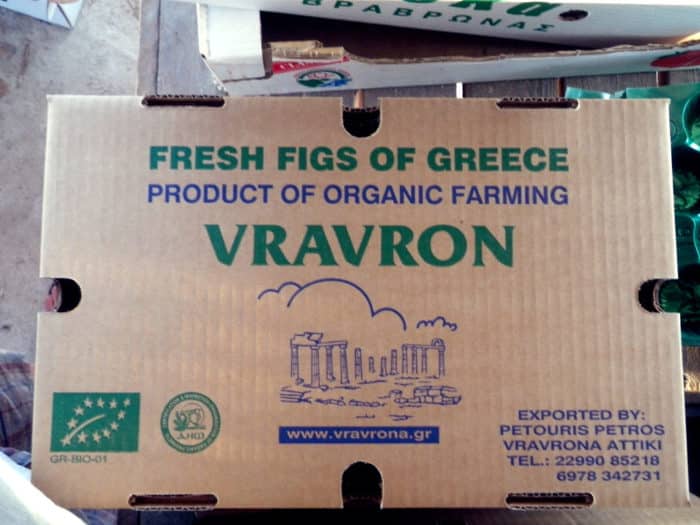 ΒΡΑΒΡΩΝΑΣ
FRESH FIGS OF GREECE
PRODUCT OF ORGANIC FARMING
VRAVRON
www.vravrona.gr
GR-BIO-01
ΔΗΩ
EXPORTED BY:
PETOURIS PETROS
VRAVRONA ATTIKI
TEL.: 22990 85218
6978 342731